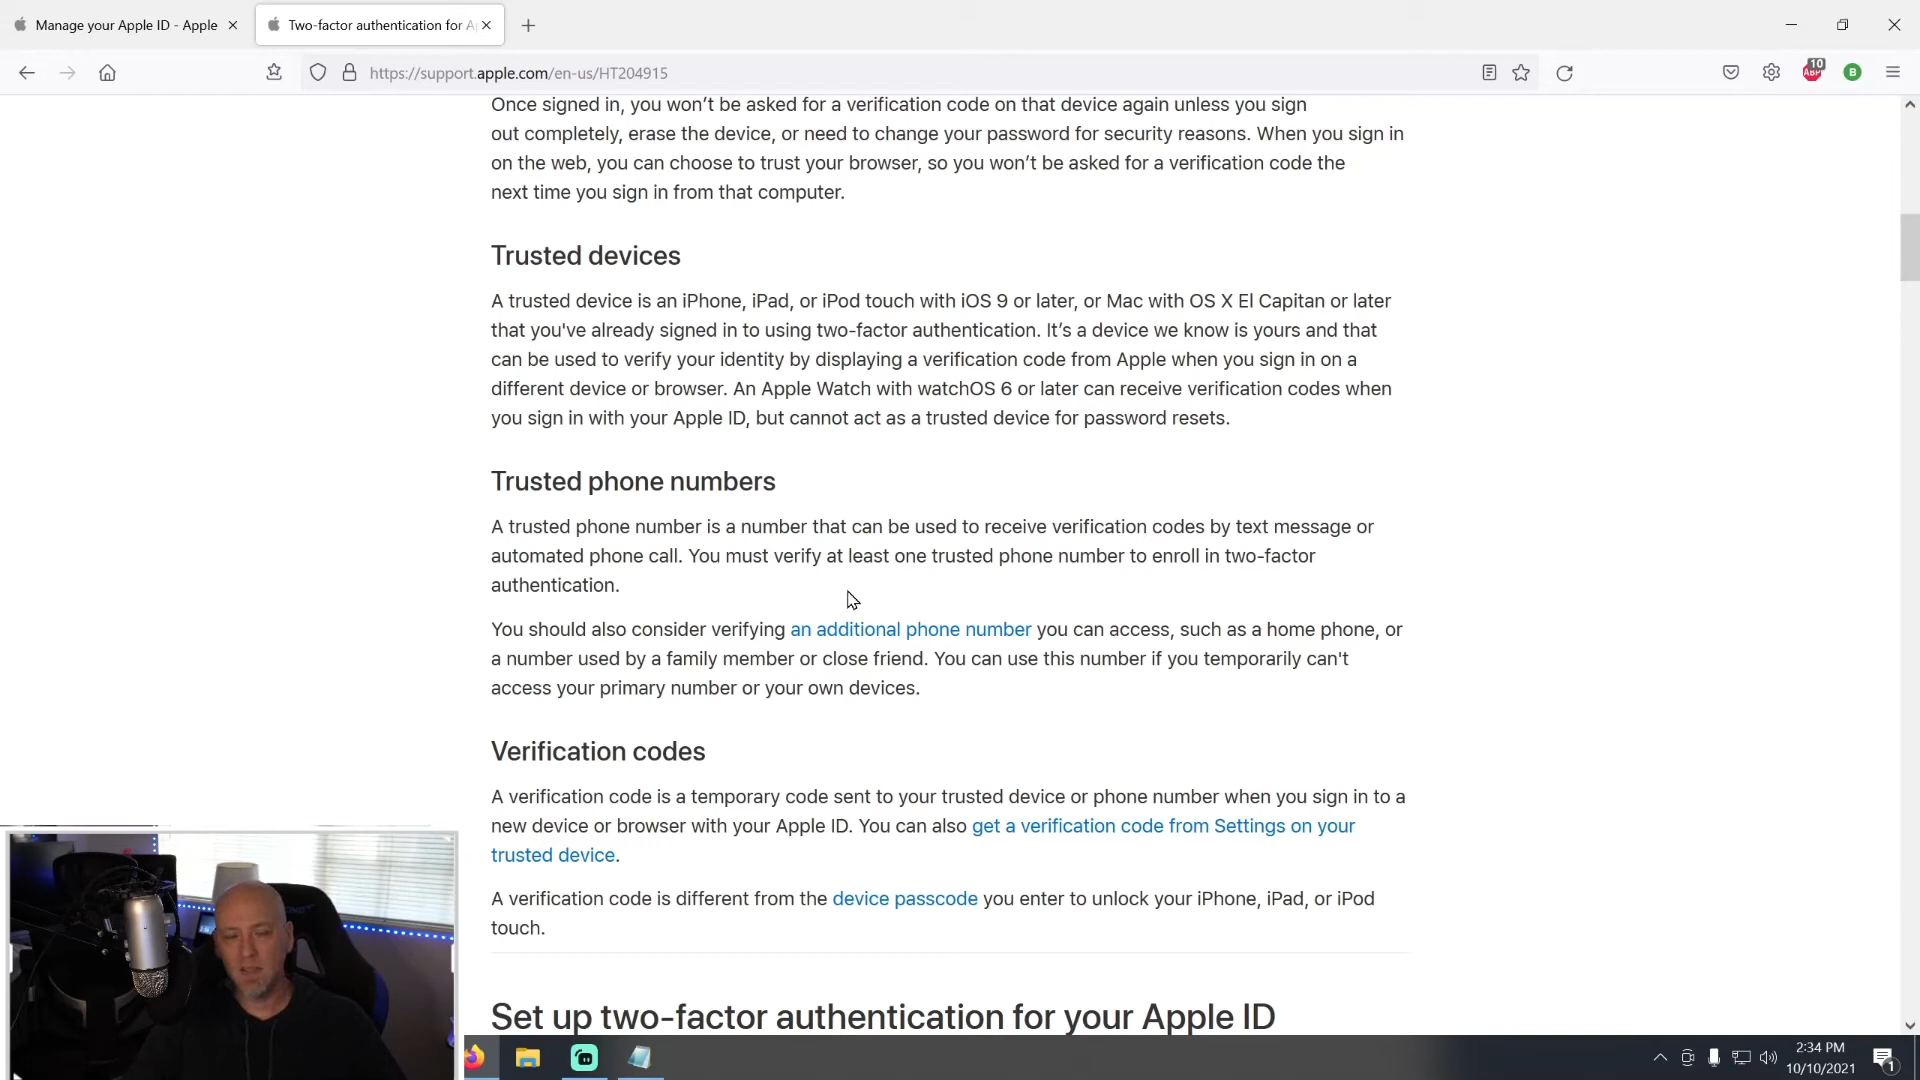 Manage your Apple ID - Apple
Two-factor authentication for A
https://support.apple.com/en-us/HT204915
10
ABP
B
Once signed in, you won’t be asked for a verification code on that device again unless you sign
out completely, erase the device, or need to change your password for security reasons. When you sign in
on the web, you can choose to trust your browser, so you won’t be asked for a verification code the
next time you sign in from that computer.
Trusted devices
A trusted device is an iPhone, iPad, or iPod touch with iOS 9 or later, or Mac with OS X El Capitan or later
that you've already signed in to using two-factor authentication. It’s a device we know is yours and that
can be used to verify your identity by displaying a verification code from Apple when you sign in on a
different device or browser. An Apple Watch with watchOS 6 or later can receive verification codes when
you sign in with your Apple ID, but cannot act as a trusted device for password resets.
Trusted phone numbers
A trusted phone number is a number that can be used to receive verification codes by text message or
automated phone call. You must verify at least one trusted phone number to enroll in two-factor
authentication.
You should also consider verifying an additional phone number you can access, such as a home phone, or
a number used by a family member or close friend. You can use this number if you temporarily can't
access your primary number or your own devices.
Verification codes
A verification code is a temporary code sent to your trusted device or phone number when you sign in to a
new device or browser with your Apple ID. You can also get a verification code from Settings on your
trusted device.
A verification code is different from the device passcode you enter to unlock your iPhone, iPad, or iPod
touch.
Set up two-factor authentication for your Apple ID
2:34 PM
10/10/2021
1